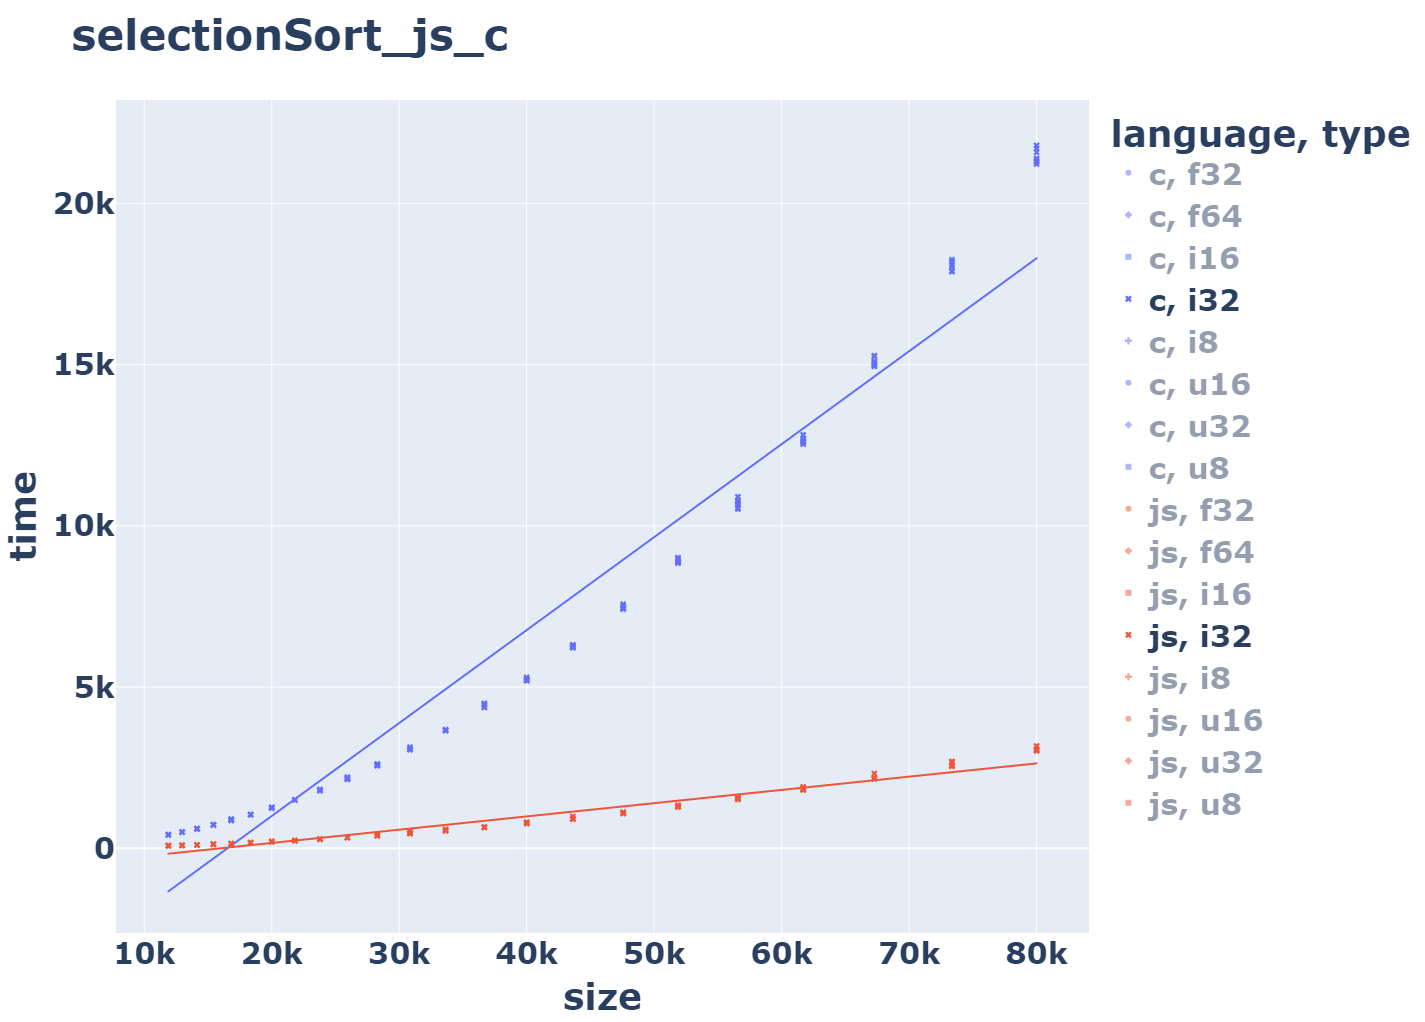 selectionSort_js_c
language, type
c, f32
c, f64
c, i16
c, i32
c, i8
c, u16
c, u32
c, u8
js, f32
js, f64
js, i16
js, i32
js, i8
js, u16
js, u32
js, u8
time
20k
15k
10k
5k
0
10k 20k 30k 40k 50k 60k 70k 80k
size